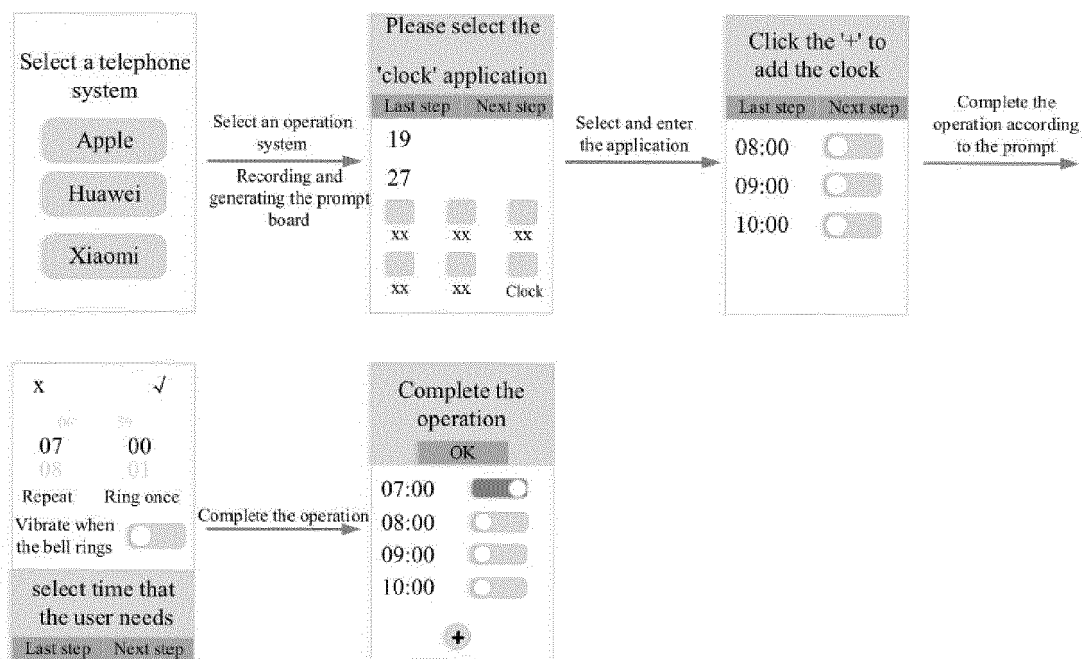 Select a telephone
system
Apple
Huawei
Xiaomi
Select an operation
system
Recording and
generating the prompt
board
Please select the
'clock' application
Last step Next step
19
27
xx xx xx
xx xx Clock
Select and enter
the application
Click the '+' to
add the clock
Last step Next step
08:00
09:00
10:00
Complete the
operation according
to the prompt
x √
59
07 00
08 01
Repeat Ring once
Vibrate when
the bell rings
select time that
the user needs
Last step Next step
Complete the operation
Complete the
operation
OK
07:00
08:00
09:00
10:00
+